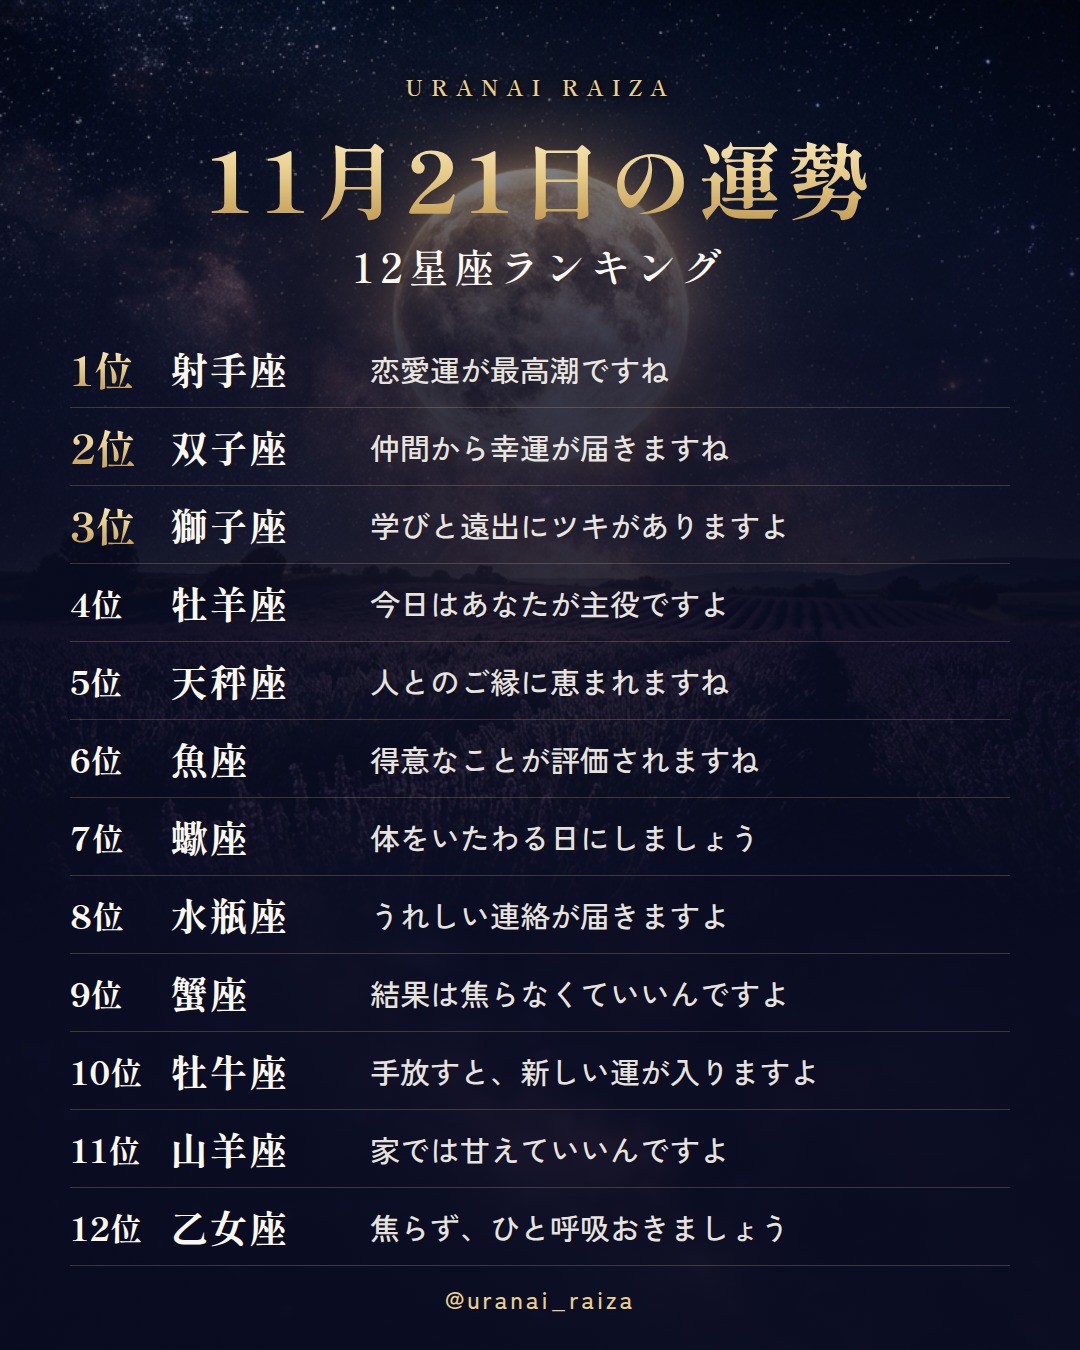 URANAI RAIZA
11月21日の運勢
12星座ランキング
1位 射手座 恋愛運が最高潮ですね
2位 双子座 仲間から幸運が届きますね
3位 獅子座 学びと遠出にツキがありますよ
4位 牡羊座 今日はあなたが主役ですよ
5位 天秤座 人とのご縁に恵まれますね
6位 魚座 得意なことが評価されますね
7位 蠍座 体をいたわる日にしましょう
8位 水瓶座 うれしい連絡が届きますよ
9位 蟹座 結果は焦らなくていいんですよ
10位 牡牛座 手放すと、新しい運が入りますよ
11位 山羊座 家では甘えていいんですよ
12位 乙女座 焦らず、ひと呼吸おきましょう
@uranai_raiza